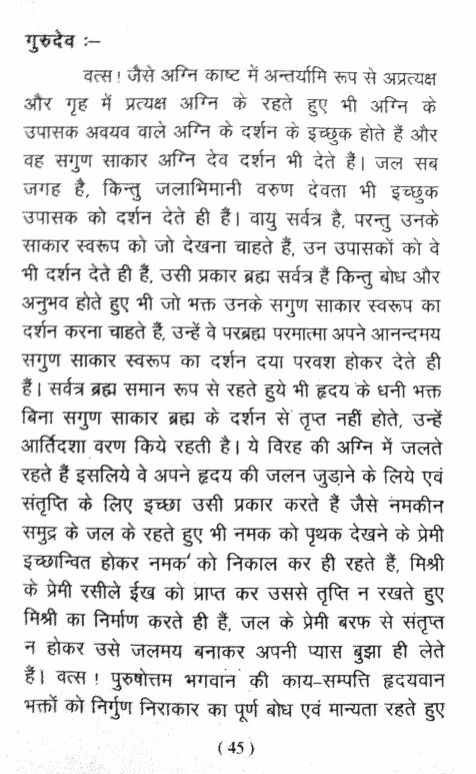 गुरुदेव :–
वत्स! जैसे अग्नि काष्ट में अन्तर्यामि रूप से अप्रत्यक्ष
और गृह में प्रत्यक्ष अग्नि के रहते हुए भी अग्नि के
उपासक अवयव वाले अग्नि के दर्शन के इच्छुक होते हैं और
वह सगुण साकार अग्नि देव दर्शन भी देते हैं। जल सब
जगह है, किन्तु जलाभिमानी वरुण देवता भी इच्छुक
उपासक को दर्शन देते ही हैं। वायु सर्वत्र है, परन्तु उनके
साकार स्वरूप को जो देखना चाहते हैं, उन उपासकों को वे
भी दर्शन देते ही हैं, उसी प्रकार ब्रह्म सर्वत्र हैं किन्तु बोध और
अनुभव होते हुए भी जो भक्त उनके सगुण साकार स्वरूप का
दर्शन करना चाहते हैं, उन्हें वे परब्रह्म परमात्मा अपने आनन्दमय
सगुण साकार स्वरूप का दर्शन दया परवश होकर देते ही
हैं। सर्वत्र ब्रह्म समान रूप से रहते हुये भी हृदय के धनी भक्त
बिना सगुण साकार ब्रह्म के दर्शन से तृप्त नहीं होते, उन्हें
आर्तिदशा वरण किये रहती है। ये विरह की अग्नि में जलते
रहते हैं इसलिये वे अपने हृदय की जलन जुड़ाने के लिये एवं
संतृप्ति के लिए इच्छा उसी प्रकार करते हैं जैसे नमकीन
समुद्र के जल के रहते हुए भी नमक को पृथक देखने के प्रेमी
इच्छान्वित होकर नमक को निकाल कर ही रहते हैं, मिश्री
के प्रेमी रसीले ईख को प्राप्त कर उससे तृप्ति न रखते हुए
मिश्री का निर्माण करते ही हैं, जल के प्रेमी बरफ से संतृप्त
न होकर उसे जलमय बनाकर अपनी प्यास बुझा ही लेते
हैं। वत्स! पुरुषोत्तम भगवान की काय–सम्पत्ति हृदयवान
भक्तों को निर्गुण निराकार का पूर्ण बोध एवं मान्यता रहते हुए
(45)